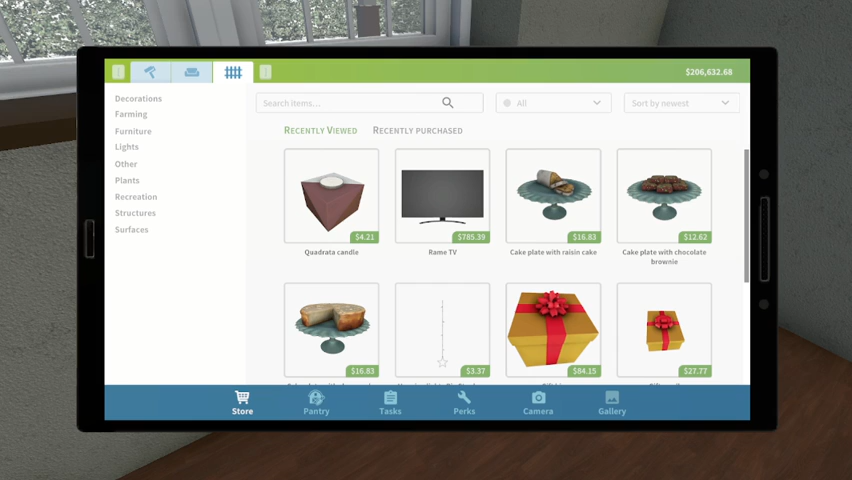 $206,632.68
Decorations
Farming
Furniture
Lights
Other
Plants
Recreation
Structures
Surfaces
Search items...
All
Sort by newest
RECENTLY VIEWED
RECENTLY PURCHASED
$4.21
$785.39
$16.83
$12.62
Quadrata candle
Rame TV
Cake plate with raisin cake
Cake plate with chocolate
brownie
$16.83
$3.37
$84.15
$27.77
Store
Pantry
Tasks
Perks
Camera
Gallery